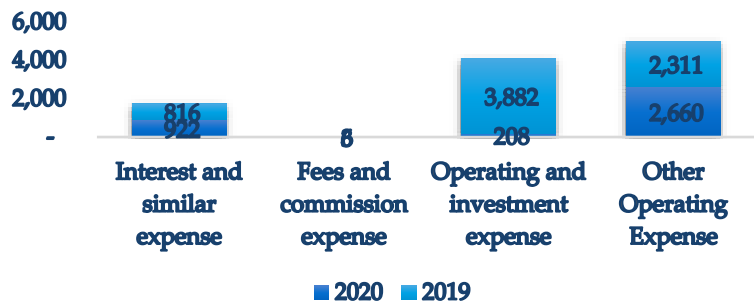 6,000
4,000
2,000
-
816
922
3,882
208
2,311
2,660
Interest and
similar
expense
Fees and
commission
expense
Operating and
investment
expense
Other
Operating
Expense
2020 2019